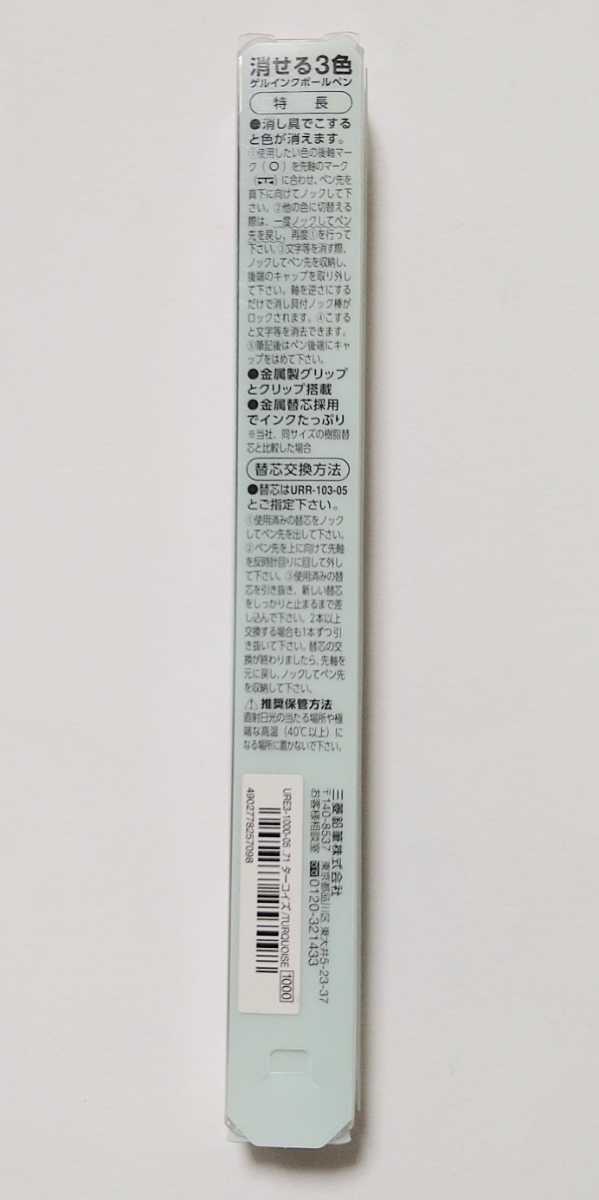 消せる3色
ゲルインクボールペン
特長
●消し具でこする
と色が消えます。
①使用したい色の後軸マー
ク(○)を先軸のマーク
()に合わせ、ペン先を
真下に向けてノックして下
さい。②他の色に切替える
際は、一度ノックしてペン
先を戻し、再度①を行って
下さい。③文字等を消す際、
ノックしてペン先を収納し、
後端のキャップを取り外し
て下さい。軸を逆さにする
だけで消し具付ノック棒が
ロックされます。④こする
と文字等を消去できます。
⑤筆記後はペン後端にキャ
ップをはめて下さい。
●金属製グリップ
とクリップ搭載
●金属替芯採用
でインクたっぷり
※当社、同サイズの樹脂替
芯と比較した場合
替芯交換方法
●替芯はURR-103-05
とご指定下さい。
①使用済みの替芯をノック
してペン先を出して下さい。
②ペン先を上に向けて先軸
を反時計回りに回して外し
て下さい。③使用済みの替
芯を引き抜き、新しい替芯
をしっかりと止まるまで差
し込んで下さい。2本以上
交換する場合も1本ずつ引
き抜いて下さい。替芯の交
換が終わりましたら、先軸を
元に戻し、ノックしてペン先
を収納して下さい。
⚠推奨保管方法
直射日光の当たる場所や極
端な高温(40℃以上)に
なる場所に置かないで下さい。
三菱鉛筆株式会社
〒140-8537 東京都品川区東大井5-23-37
お客様相談室 0120-321433
URE3-1000-05 .71 ターコイズ/TURQUOISE 1000
4902778257098